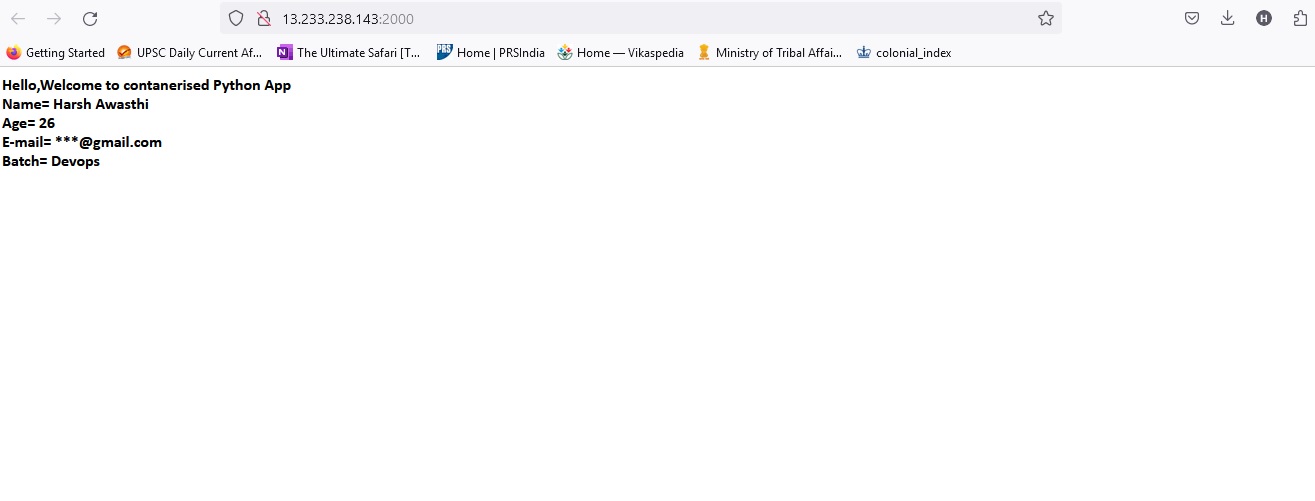 13.233.238.143:2000
H
Getting Started UPSC Daily Current Af... N The Ultimate Safari [T... PRS Home | PRSIndia Home — Vikaspedia Ministry of Tribal Affai... colonial_index
Hello,Welcome to contanerised Python App
Name= Harsh Awasthi
Age= 26
E-mail= ***@gmail.com
Batch= Devops